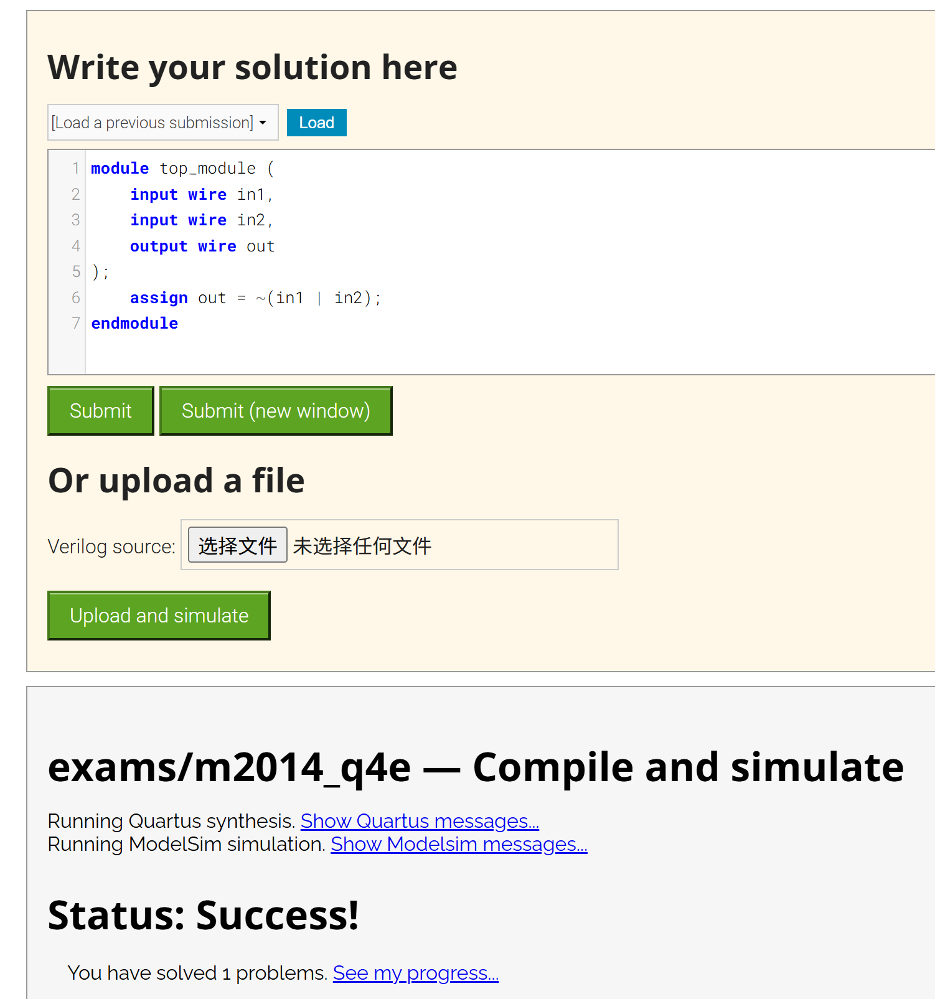 Write your solution here
[Load a previous submission] Load
1 module top_module (
2     input wire in1,
3     input wire in2,
4     output wire out
5 );
6     assign out = ~(in1 | in2);
7 endmodule
Submit Submit (new window)
Or upload a file
Verilog source: 选择文件 未选择任何文件
Upload and simulate
exams/m2014_q4e — Compile and simulate
Running Quartus synthesis. Show Quartus messages...
Running ModelSim simulation. Show Modelsim messages...
Status: Success!
You have solved 1 problems. See my progress...